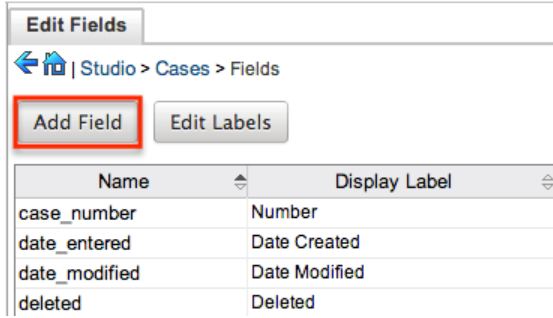 Edit Fields
| Studio > Cases > Fields
Add Field Edit Labels
Name Display Label
case_number Number
date_entered Date Created
date_modified Date Modified
deleted Deleted